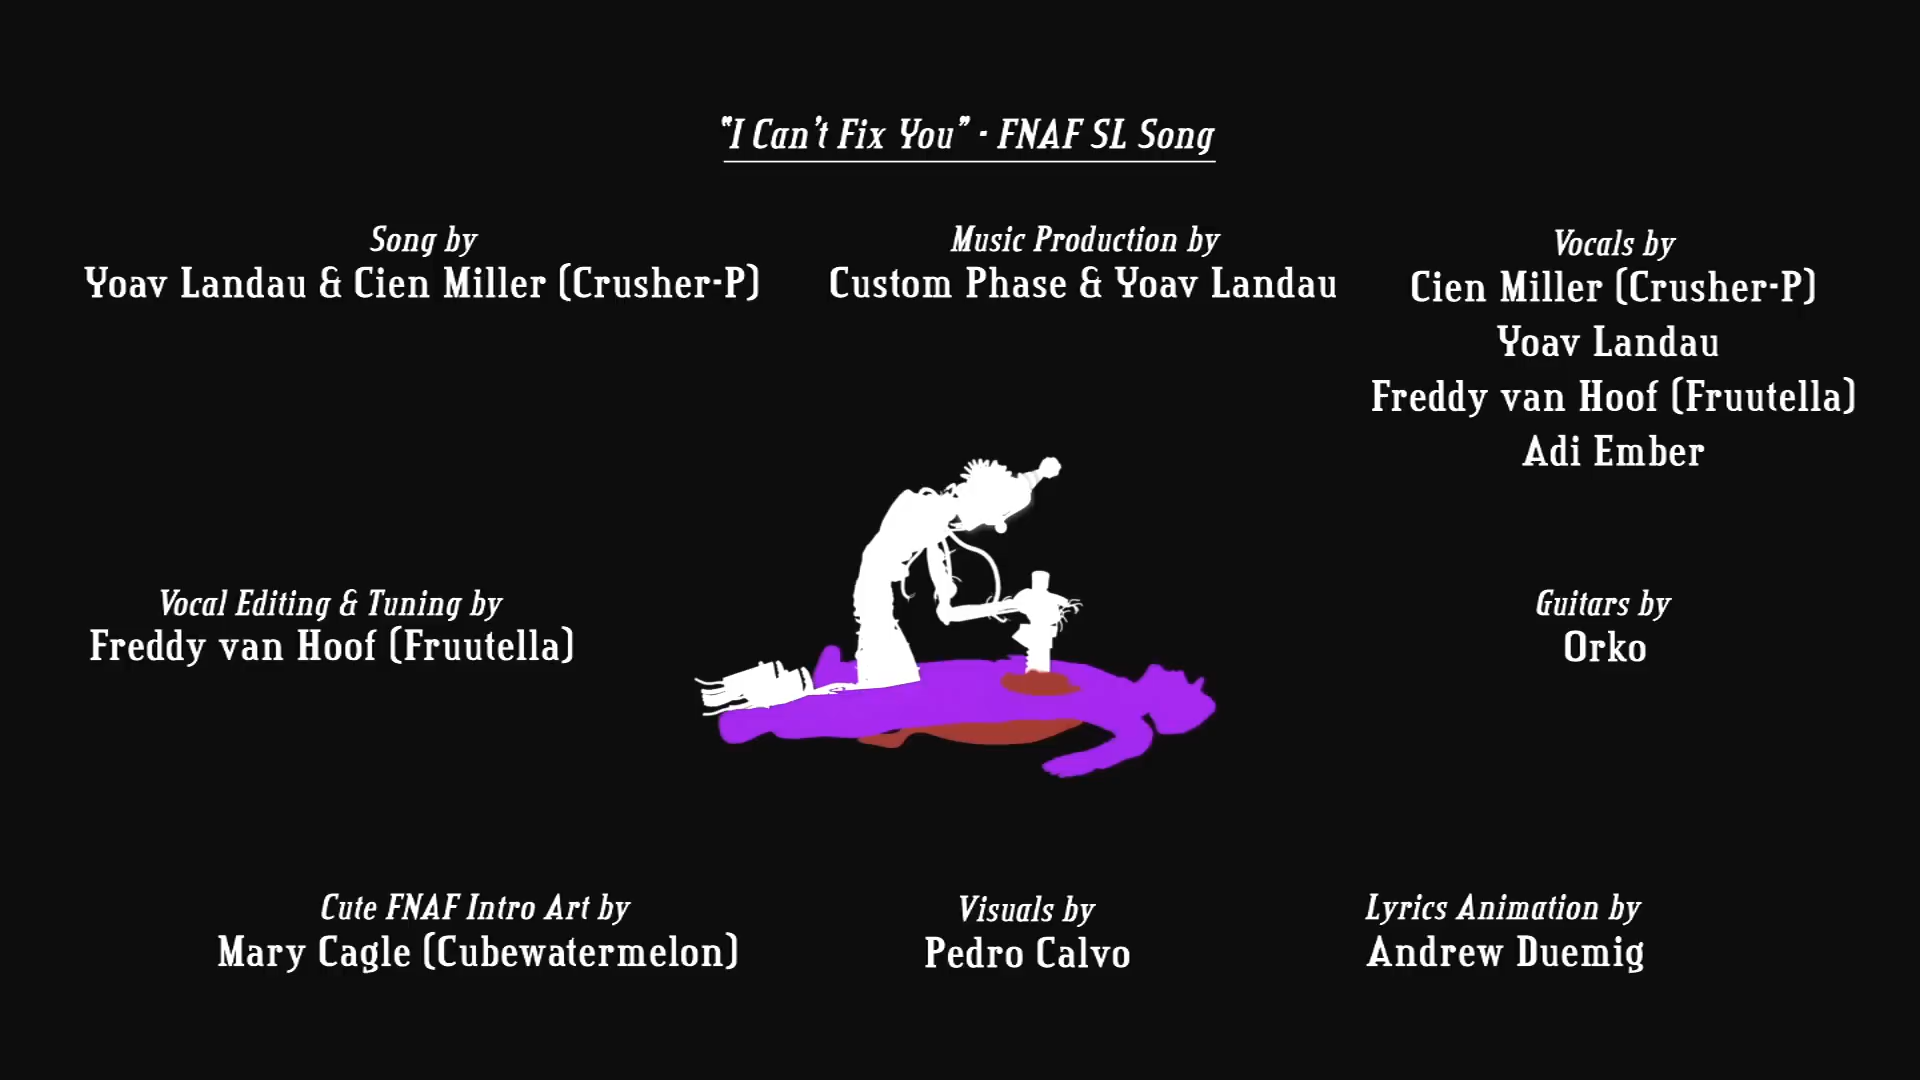 "I Can't Fix You" - FNAF SL Song
Song by
Yoav Landau & Cien Miller (Crusher-P)
Music Production by
Custom Phase & Yoav Landau
Vocals by
Cien Miller (Crusher-P)
Yoav Landau
Freddy van Hoof (Fruutella)
Adi Ember
Vocal Editing & Tuning by
Freddy van Hoof (Fruutella)
Guitars by
Orko
Cute FNAF Intro Art by
Mary Cagle (Cubewatermelon)
Visuals by
Pedro Calvo
Lyrics Animation by
Andrew Duemig